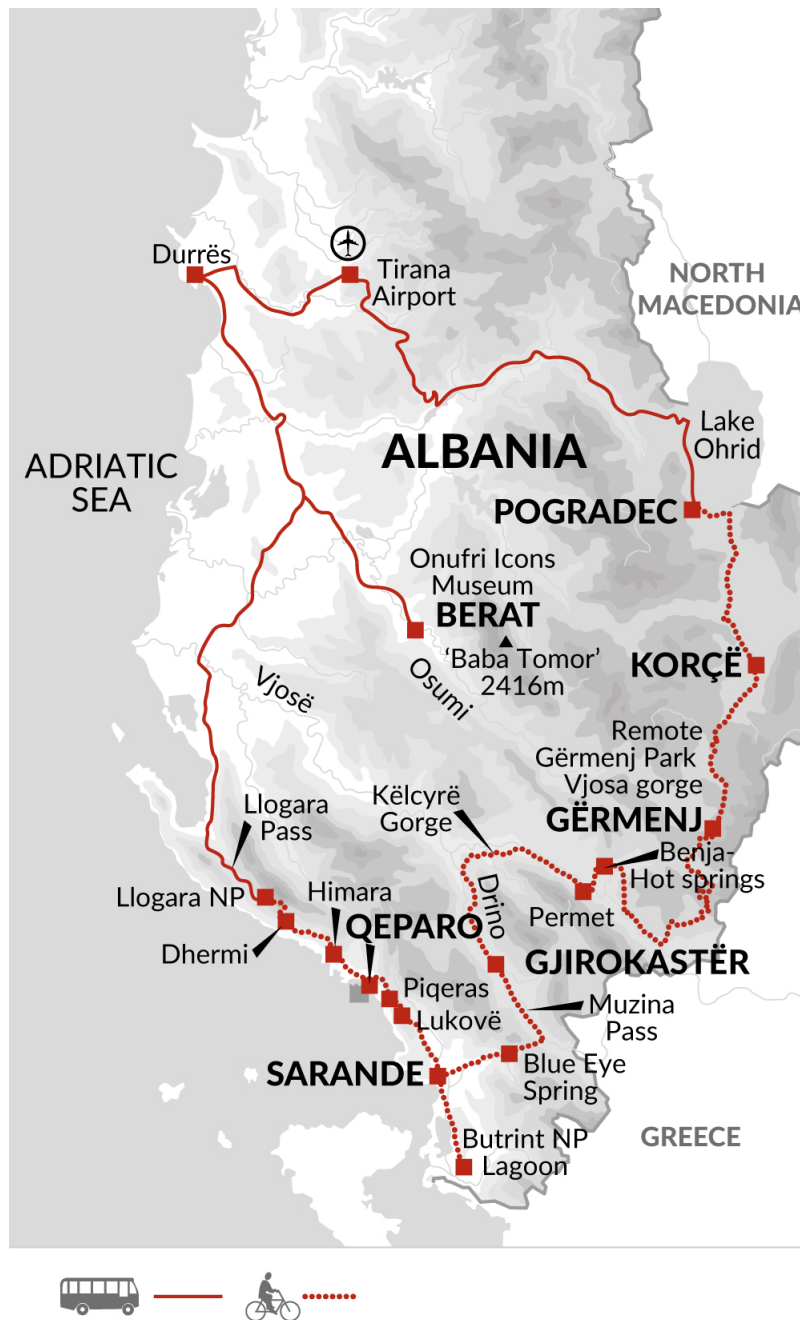 Durrës
Tirana
Airport
NORTH
MACEDONIA
Lake
Ohrid
ALBANIA
ADRIATIC
SEA
POGRADEC
Onufri Icons
Museum
BERAT
‘Baba Tomor’
2416m
KORÇË
Osumi
Vjosë
Remote
Gërmenj Park
Vjosa gorge
GËRMENJ
Këlcyrë
Gorge
Llogara
Pass
Benja-
Hot springs
Llogara NP
Himara
Drino
Permet
QEPARO
Dhermi
GJIROKASTËR
Piqeras
Muzina
Pass
Lukovë
SARANDE
Blue Eye
Spring
Butrint NP
Lagoon
GREECE